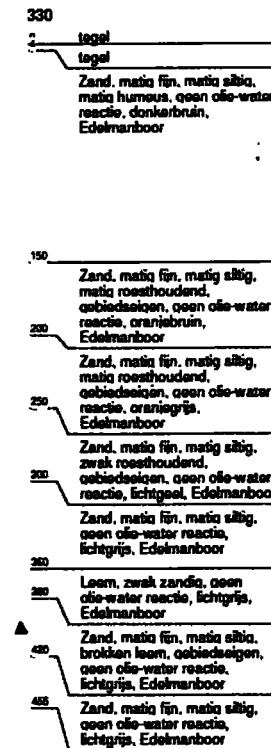 330
tegel
tegel
Zand, matig fijn, matig siltig,
matig humeus, geen olie-water
reactie, donkerbruin,
Edelmanboor
150
Zand, matig fijn, matig siltig,
matig roesthoudend,
gebiedseigen, geen olie-water
reactie, oranjebruin,
200
Edelmanboor
Zand, matig fijn, matig siltig,
matig roesthoudend,
gebiedseigen, geen olie-water
250
reactie, oranjegrijs,
Edelmanboor
Zand, matig fijn, matig siltig,
zwak roesthoudend,
gebiedseigen, geen olie-water
300
reactie, lichtgeel, Edelmanboo
Zand, matig fijn, matig siltig,
geen olie-water reactie,
lichtgrijs, Edelmanboor
Leem, zwak zandig, geen
olie-water reactie, lichtgrijs,
Edelmanboor
Zand, matig fijn, matig siltig,
brokken leem, gebiedseigen,
420
geen olie-water reactie,
lichtgrijs, Edelmanboor
Zand, matig fijn, matig siltig,
geen olie-water reactie,
lichtgrijs, Edelmanboor